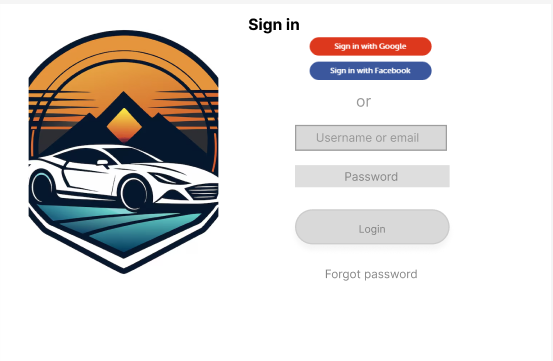 Sign in
Sign in with Google
Sign in with Facebook
or
Username or email
Password
Login
Forgot password